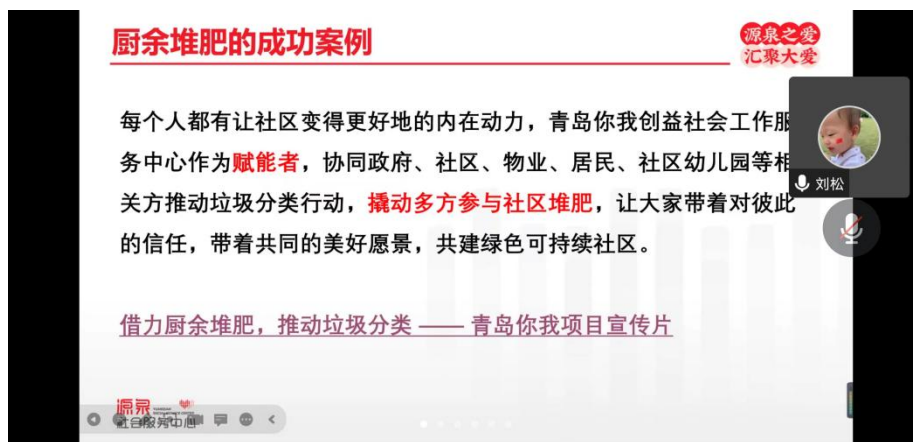 厨余堆肥的成功案例
源泉之爱
汇聚大爱
每个人都有让社区变得更好地的内在动力，青岛你我创益社会工作服
务中心作为赋能者，协同政府、社区、物业、居民、社区幼儿园等相
关方推动垃圾分类行动，撬动多方参与社区堆肥，让大家带着对彼此
的信任，带着共同的美好愿景，共建绿色可持续社区。
刘松
借力厨余堆肥，推动垃圾分类 —— 青岛你我项目宣传片
源泉
社会服务中心